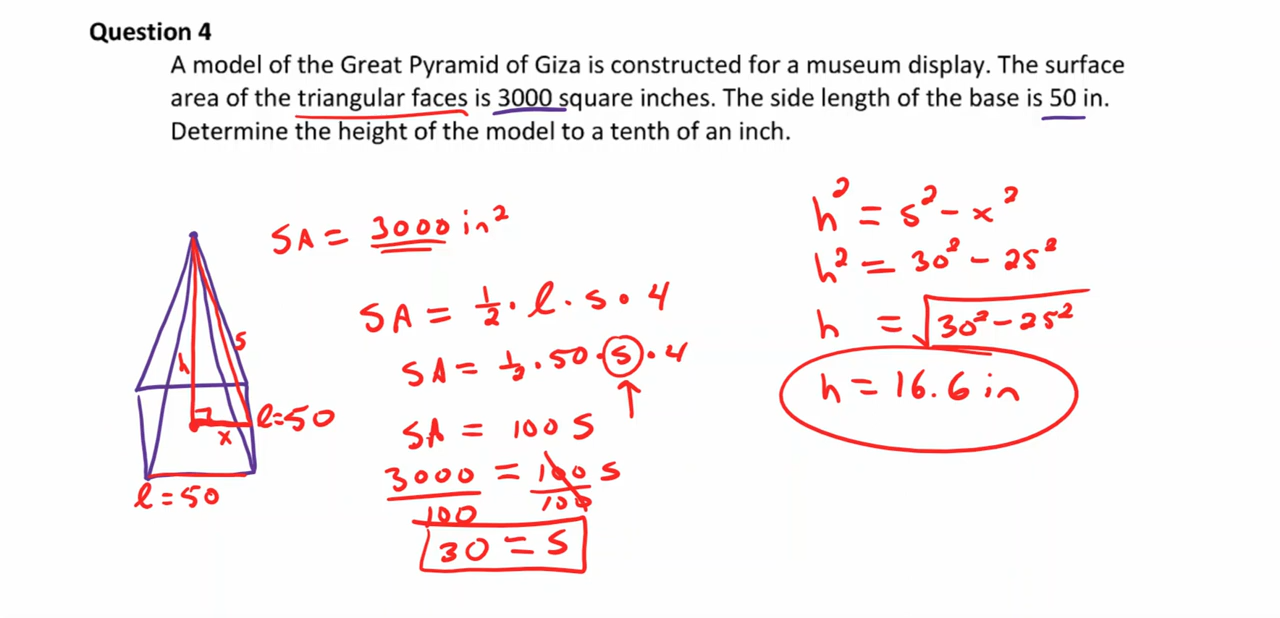 Question 4
A model of the Great Pyramid of Giza is constructed for a museum display. The surface
area of the triangular faces is 3000 square inches. The side length of the base is 50 in.
Determine the height of the model to a tenth of an inch.
SA = 3000 in²
SA = 1/2 · l · s · 4
SA = 1/2 · 50 · s · 4
SA = 100 s
3000/100 = 100 s/100
30 = s
h
s
x
l=50
l=50
h² = s² - x²
h² = 30² - 25²
h = √(30² - 25²)
h = 16.6 in